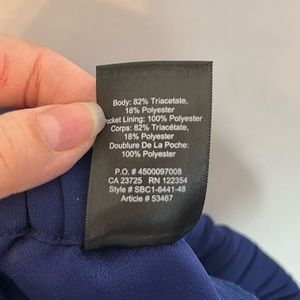 Body: 82% Triacetate,
18% Polyester
Pocket Lining: 100% Polyester
Corps: 82% Triacétate,
18% Polyester
Doublure De La Poche:
100% Polyester
P.O. # 4500097008
CA 23725 RN 122354
Style # SBC1-6441-48
Article # 53467